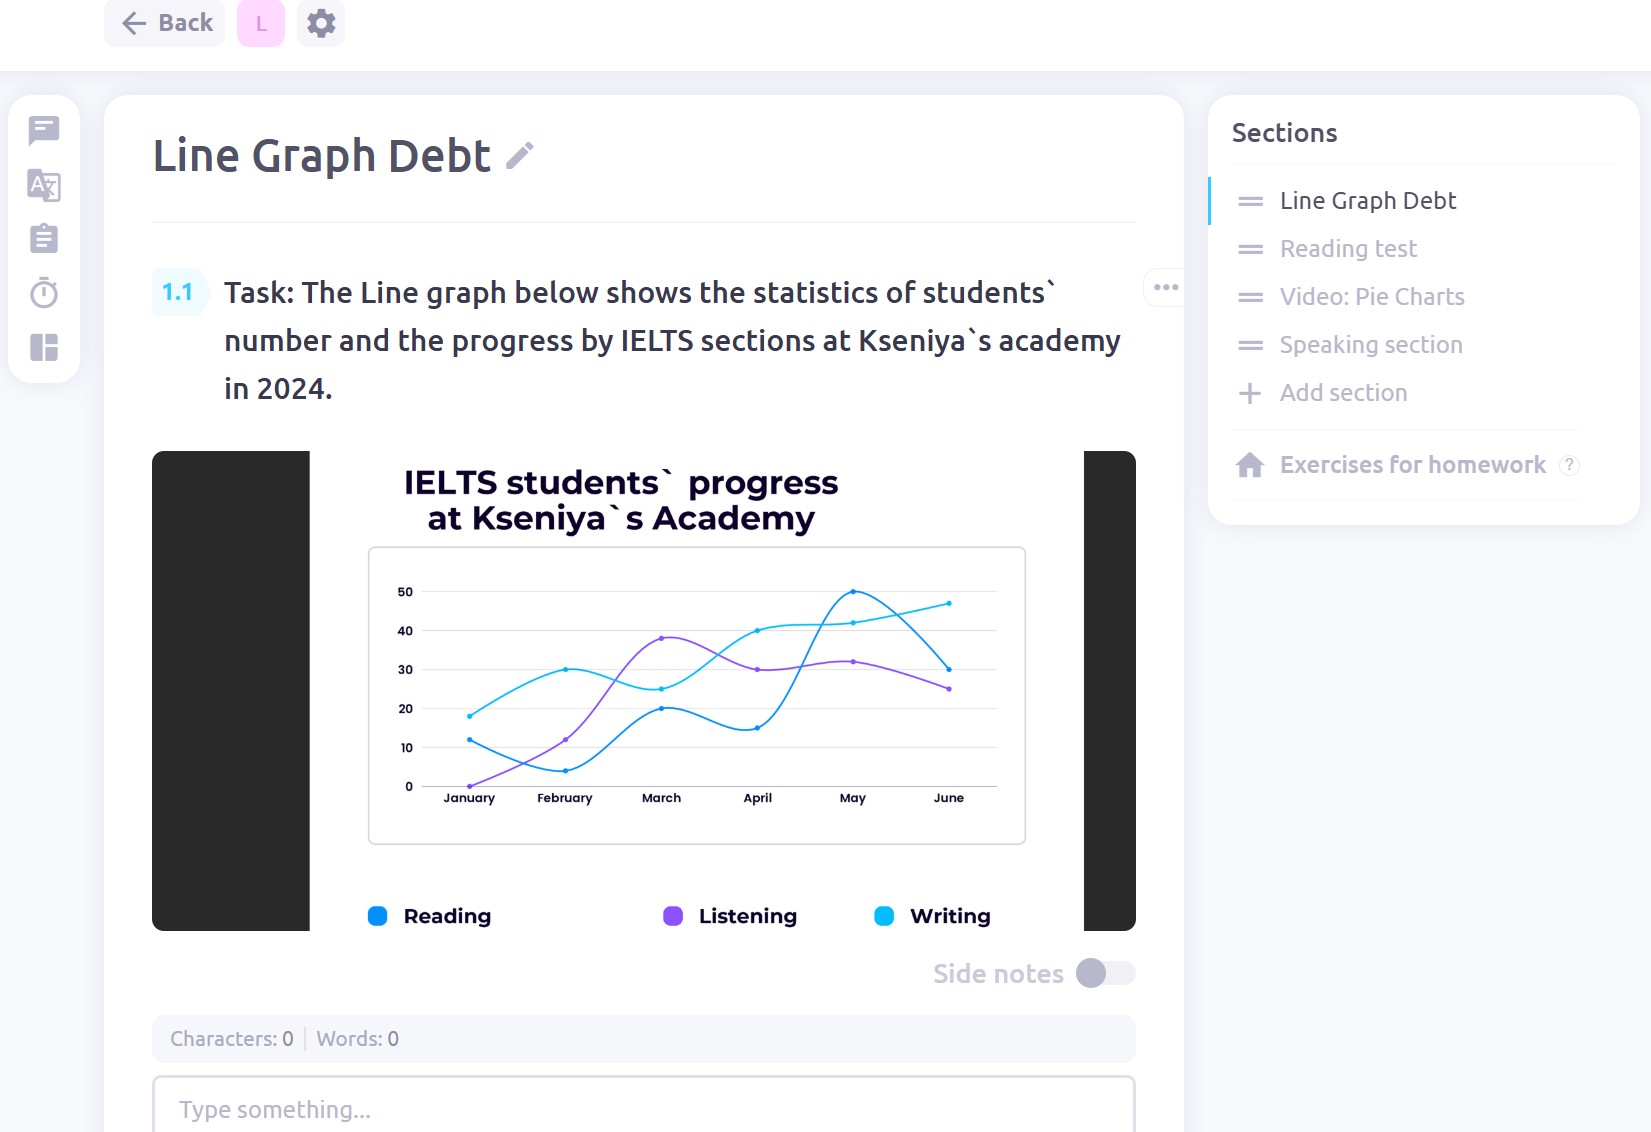 Back
L
Line Graph Debt
1.1
Task: The Line graph below shows the statistics of students`
number and the progress by IELTS sections at Kseniya`s academy
in 2024.
IELTS students` progress
at Kseniya`s Academy
50
40
30
20
10
0
January February March April May June
Reading Listening Writing
Side notes
Characters: 0 Words: 0
Type something...
Sections
Line Graph Debt
Reading test
Video: Pie Charts
Speaking section
Add section
Exercises for homework ?